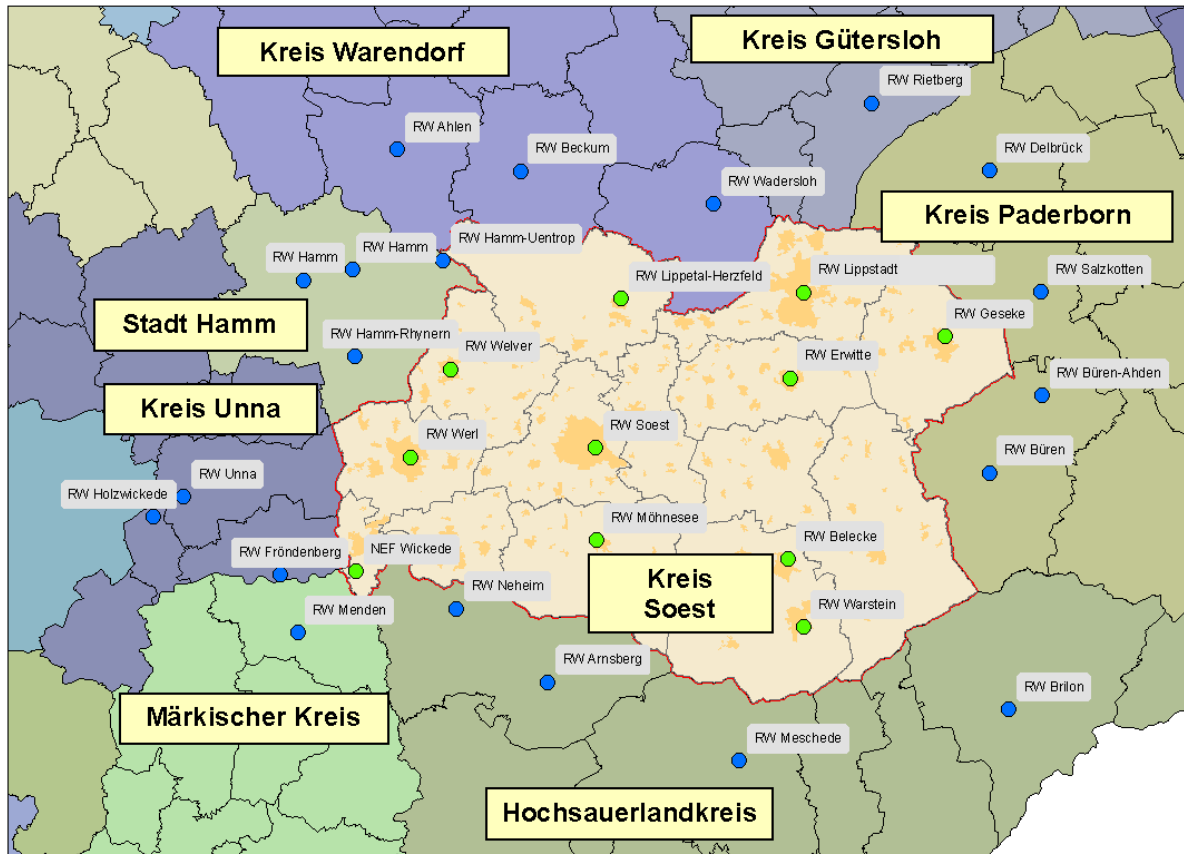 Kreis Warendorf
Kreis Gütersloh
RW Rietberg
RW Ahlen
RW Beckum
RW Delbrück
RW Wadersloh
Kreis Paderborn
RW Hamm-Uentrop
RW Hamm
RW Hamm
RW Lippetal-Herzfeld
RW Lippstadt
RW Salzkotten
Stadt Hamm
RW Geseke
RW Hamm-Rhynern
RW Welver
RW Erwitte
RW Büren-Ahden
Kreis Unna
RW Werl
RW Soest
RW Büren
RW Unna
RW Holzwickede
RW Möhnesee
RW Belecke
RW Fröndenberg
NEF Wickede
Kreis
Soest
RW Neheim
RW Menden
RW Warstein
RW Arnsberg
RW Brilon
Märkischer Kreis
RW Meschede
Hochsauerlandkreis